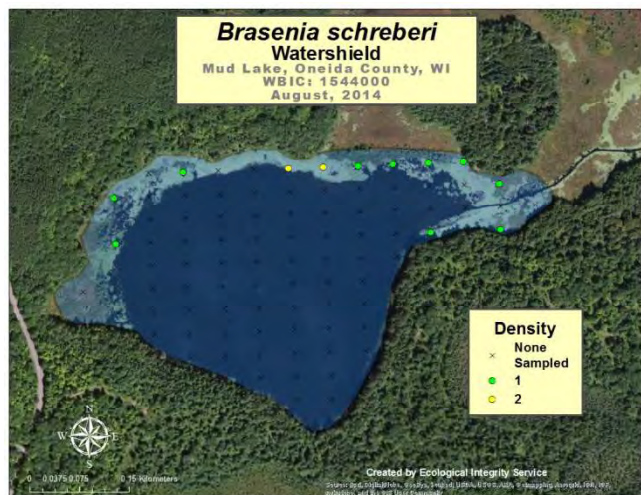 Brasenia schreberi
Watershield
Mud Lake, Oneida County, WI
WBIC: 1544000
August, 2014
Density
None
Sampled
1
2
N
W E
S
0 0.0375 0.075 0.15 Kilometers
Created by Ecological Integrity Service